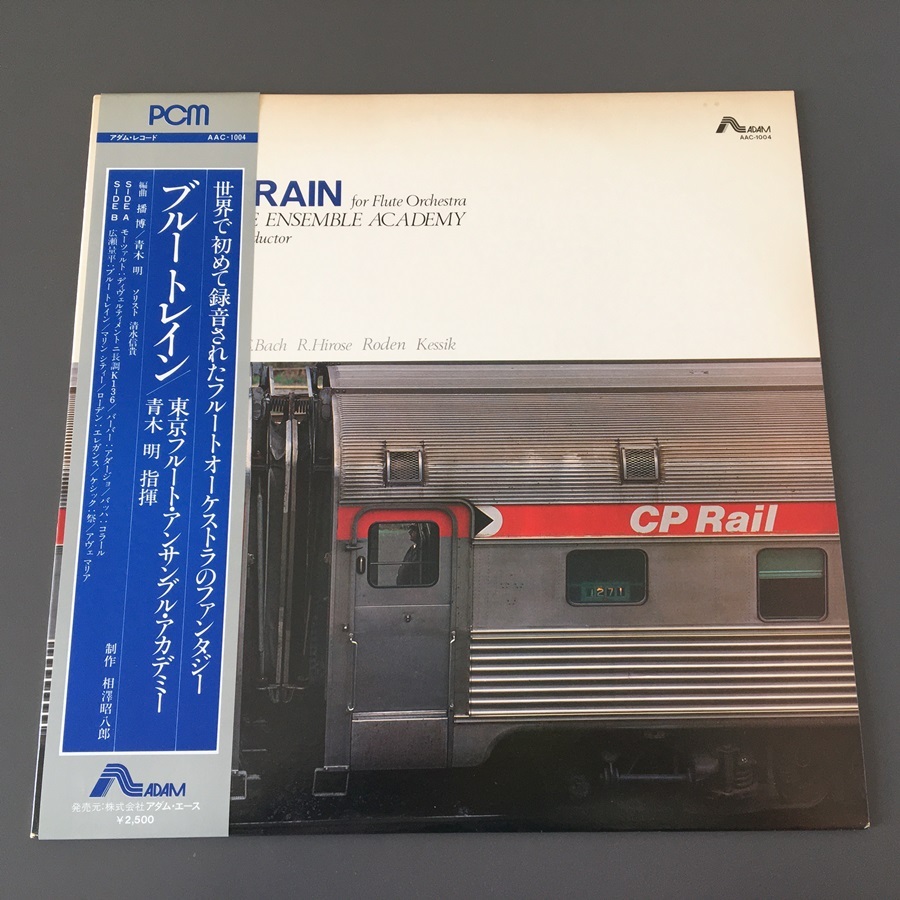 PCM
アダム・レコード AAC-1004
世界で初めて録音されたフルートオーケストラのファンタジー
ブルートレイン/東京フルート・アンサンブル・アカデミー
青木 明 指揮
編曲 播 博/青木 明 ソリスト 清水信貴
SIDE A モーツァルト:ディヴェルティメント ニ長調K136/バーバー:アダージョ/バッハ:コラール
SIDE B 広瀬量平:ブルートレイン/マリンシティー/ローデン:エレガンス/ケシック:祭/アヴェ マリア
制作 相澤昭八郎
ADAM
発売元:株式会社アダム・エース
¥2,500
ADAM
AAC-1004
RAIN for Flute Orchestra
E ENSEMBLE ACADEMY
ductor
Bach R.Hirose Roden Kessik
CP Rail
1271